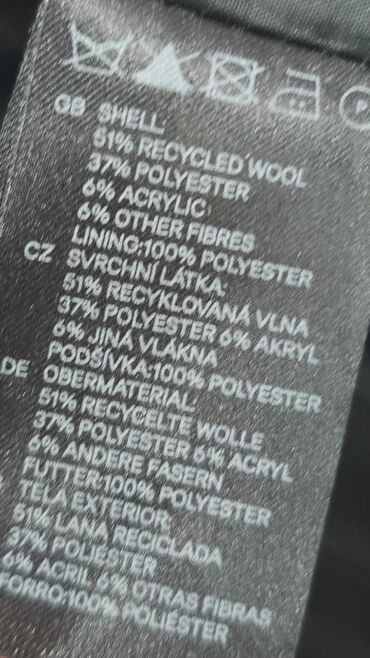 GB SHELL
51% RECYCLED WOOL
37% POLYESTER
6% ACRYLIC
6% OTHER FIBRES
LINING:100% POLYESTER
CZ SVRCHNÍ LÁTKA:
51% RECYKLOVANÁ VLNA
37% POLYESTER 6% AKRYL
6% JINÁ VLÁKNA
PODŠÍVKA:100% POLYESTER
DE OBERMATERIAL:
51% RECYCELTE WOLLE
37% POLYESTER 6% ACRYL
6% ANDERE FASERN
FUTTER:100% POLYESTER
TELA EXTERIOR:
51% LANA RECICLADA
37% POLIÉSTER
6% ACRIL 6% OTRAS FIBRAS
FORRO:100% POLIÉSTER